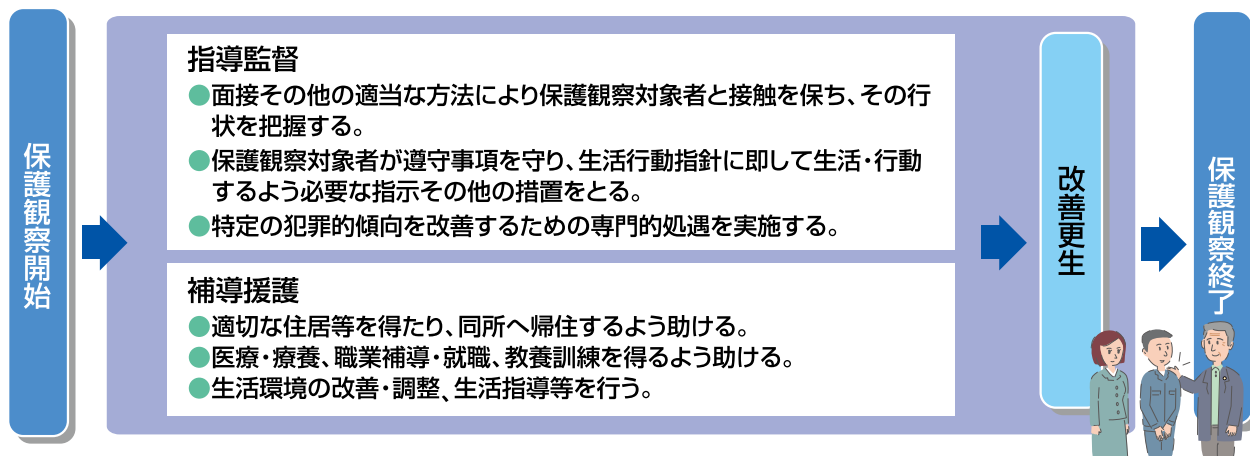 保護観察開始
指導監督
●面接その他の適当な方法により保護観察対象者と接触を保ち、その行
状を把握する。
●保護観察対象者が遵守事項を守り、生活行動指針に即して生活・行動
するよう必要な指示その他の措置をとる。
●特定の犯罪的傾向を改善するための専門的処遇を実施する。
補導援護
●適切な住居等を得たり、同所へ帰住するよう助ける。
●医療・療養、職業補導・就職、教養訓練を得るよう助ける。
●生活環境の改善・調整、生活指導等を行う。
改善更生
保護観察終了